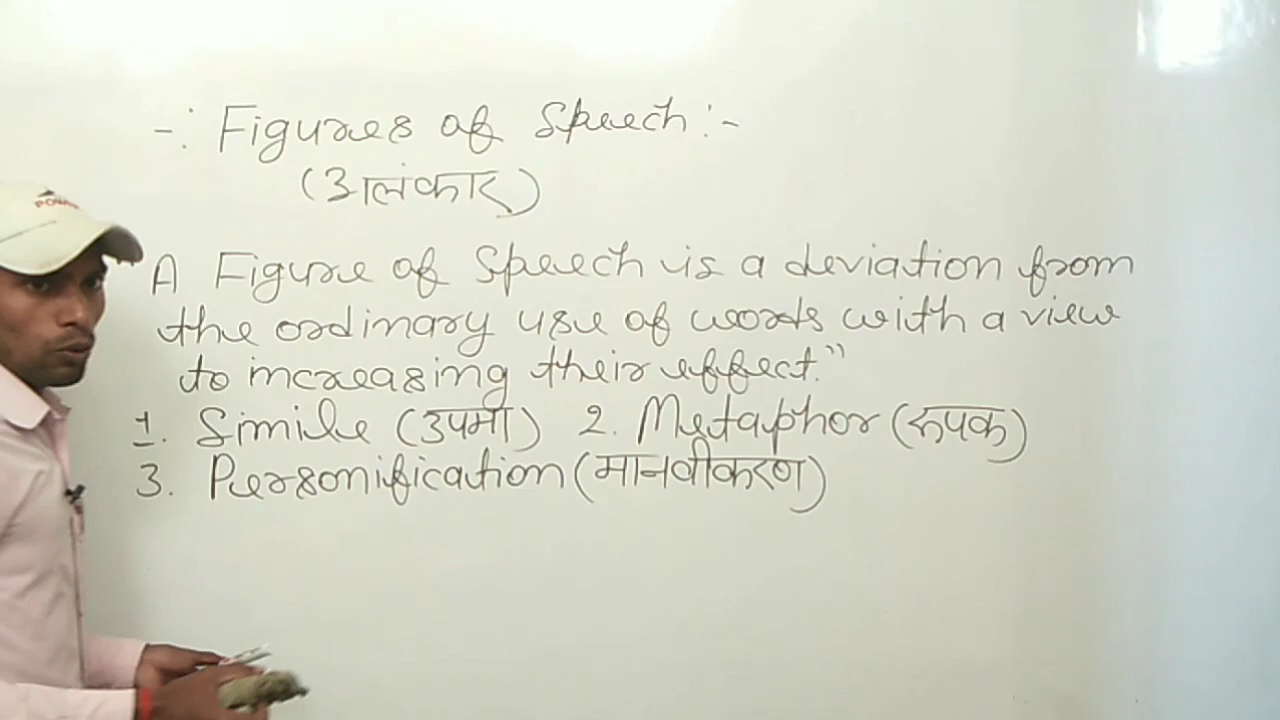 -: Figures of Speech :-
(अलंकार)
A Figure of Speech is a deviation from
the ordinary use of words with a view
to increasing their effect."
1. Simile (उपमा) 2. Metaphor (रूपक)
3. Personification (मानवीकरण)